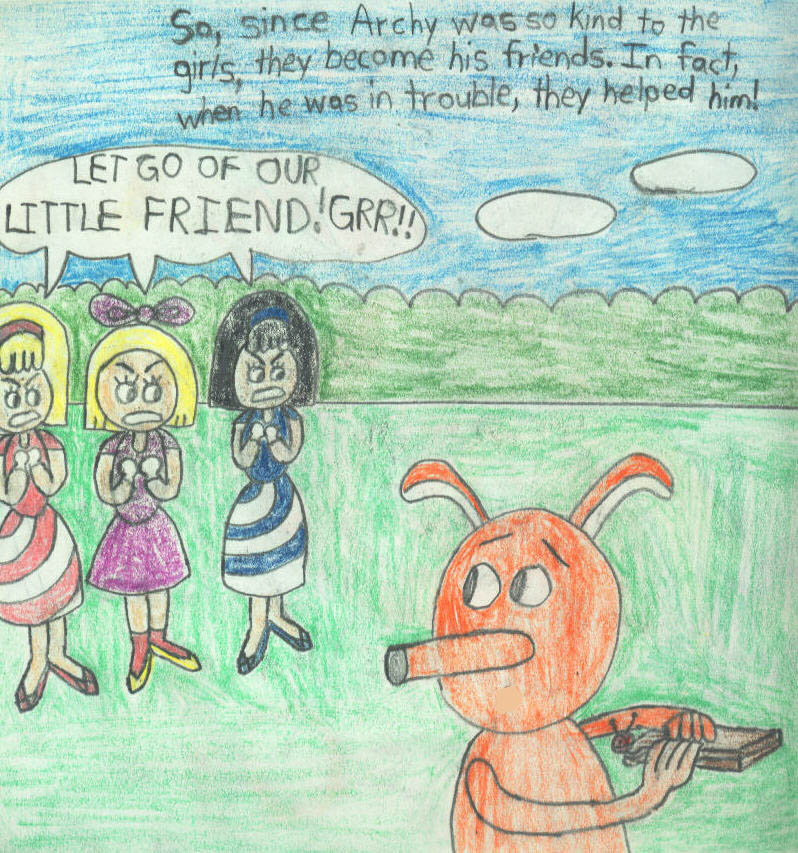 So, since Archy was so kind to the
girls, they become his friends. In fact,
when he was in trouble, they helped him!
LET GO OF OUR
LITTLE FRIEND! GRR!!